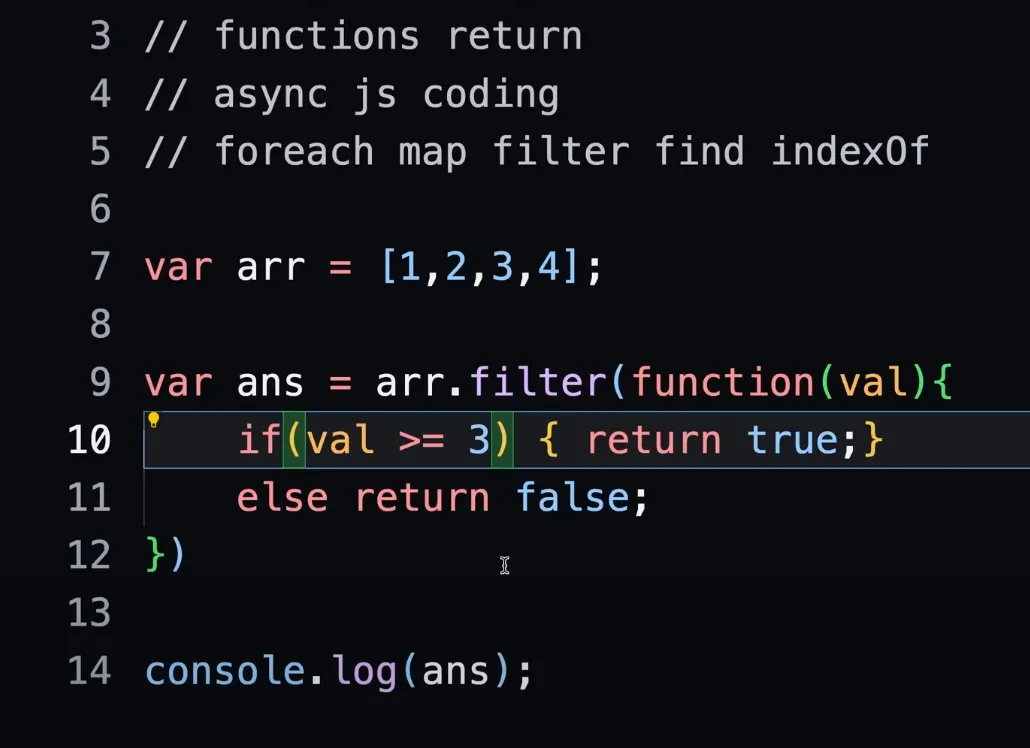 3 // functions return
4 // async js coding
5 // foreach map filter find indexOf
6
7 var arr = [1,2,3,4];
8
9 var ans = arr.filter(function(val){
10 if(val >= 3) { return true;}
11 else return false;
12 })
13
14 console.log(ans);